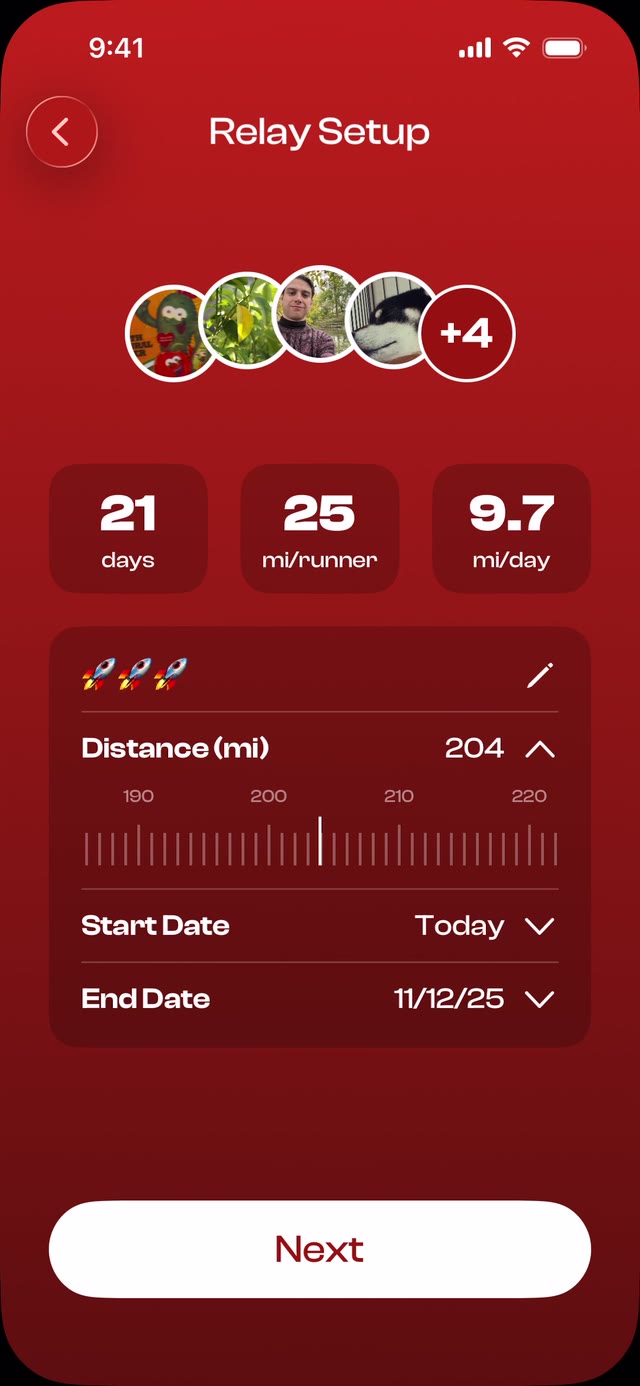 9:41
Relay Setup
+4
21
days
25
mi/runner
9.7
mi/day
🚀🚀🚀
Distance (mi)
204
190 200 210 220
Start Date
Today
End Date
11/12/25
Next